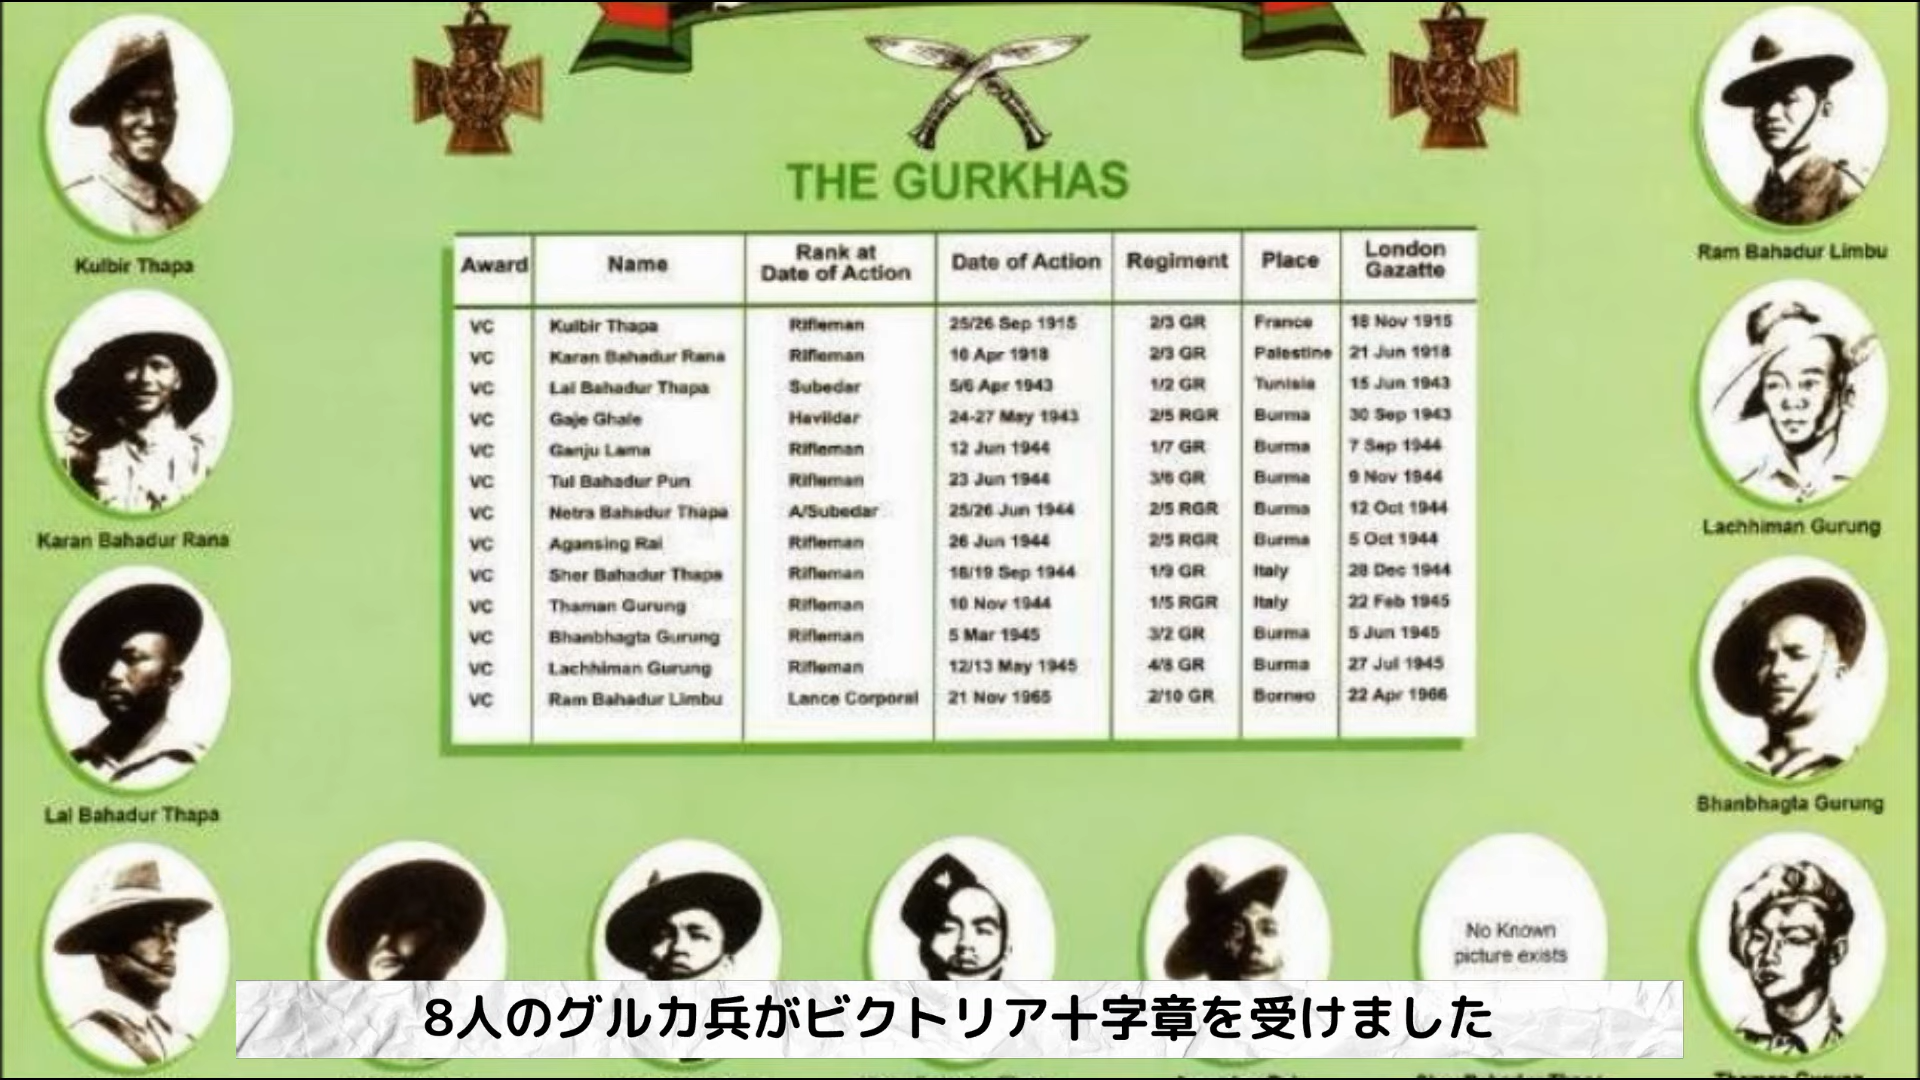 THE GURKHAS
Kulbir Thapa
Ram Bahadur Limbu
Karan Bahadur Rana
Lachhiman Gurung
Lal Bahadur Thapa
Bhanbhagta Gurung
Award Name Rank at Date of Action Date of Action Regiment Place London Gazatte
VC Kulbir Thapa Rifleman 25/26 Sep 1915 2/3 GR France 18 Nov 1915
VC Karan Bahadur Rana Rifleman 10 Apr 1918 2/3 GR Palestine 21 Jun 1918
VC Lal Bahadur Thapa Subedar 5/6 Apr 1943 1/2 GR Tunisia 15 Jun 1943
VC Gaje Ghale Havildar 24-27 May 1943 2/5 RGR Burma 30 Sep 1943
VC Ganju Lama Rifleman 12 Jun 1944 1/7 GR Burma 7 Sep 1944
VC Tul Bahadur Pun Rifleman 23 Jun 1944 3/6 GR Burma 9 Nov 1944
VC Netra Bahadur Thapa A/Subedar 25/26 Jun 1944 2/5 RGR Burma 12 Oct 1944
VC Agansing Rai Rifleman 26 Jun 1944 2/5 RGR Burma 5 Oct 1944
VC Sher Bahadur Thapa Rifleman 18/19 Sep 1944 1/9 GR Italy 28 Dec 1944
VC Thaman Gurung Rifleman 10 Nov 1944 1/5 RGR Italy 22 Feb 1945
VC Bhanbhagta Gurung Rifleman 5 Mar 1945 3/2 GR Burma 5 Jun 1945
VC Lachhiman Gurung Rifleman 12/13 May 1945 4/8 GR Burma 27 Jul 1945
VC Ram Bahadur Limbu Lance Corporal 21 Nov 1965 2/10 GR Borneo 22 Apr 1966
No Known
picture exists
8人のグルカ兵がビクトリア十字章を受けました